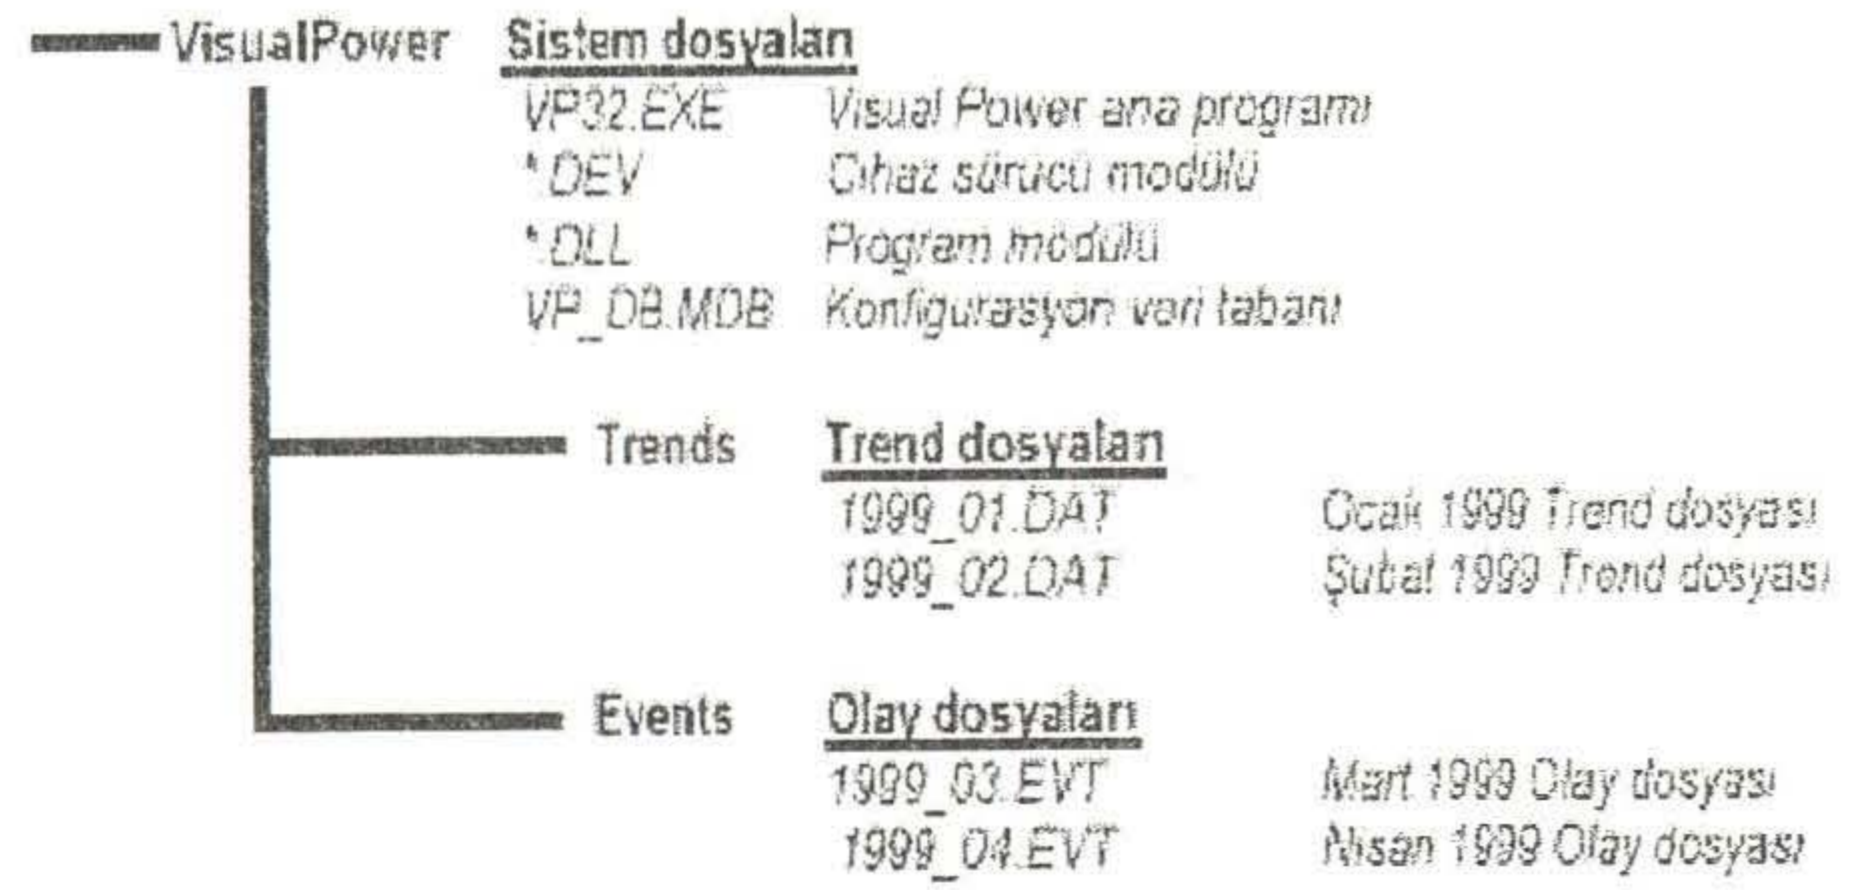 VisualPower Sistem dosyaları
VP32.EXE Visual Power ana programı
*.DEV Cihaz sürücü modülü
*.DLL Program modülü
VP_DB.MDB Konfigurasyon veri tabanı
Trends Trend dosyaları
1999_01.DAT Ocak 1999 Trend dosyası
1999_02.DAT Şubat 1999 Trend dosyası
Events Olay dosyaları
1999_03.EVT Mart 1999 Olay dosyası
1999_04.EVT Nisan 1999 Olay dosyası